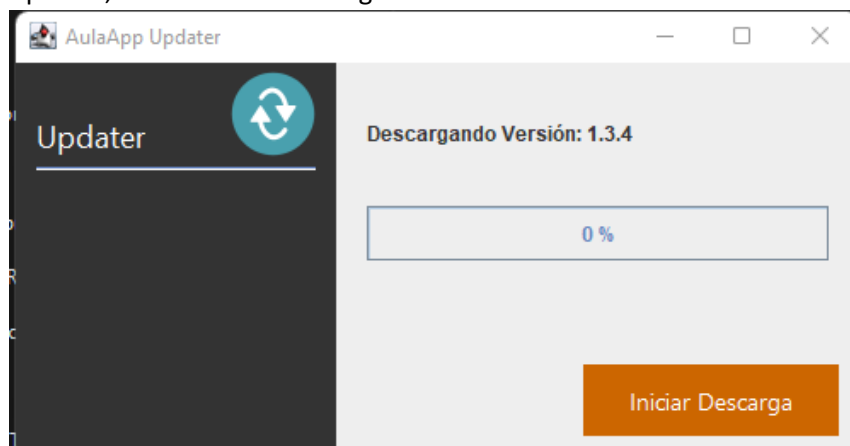 AulaApp Updater
Updater
Descargando Versión: 1.3.4
0 %
Iniciar Descarga